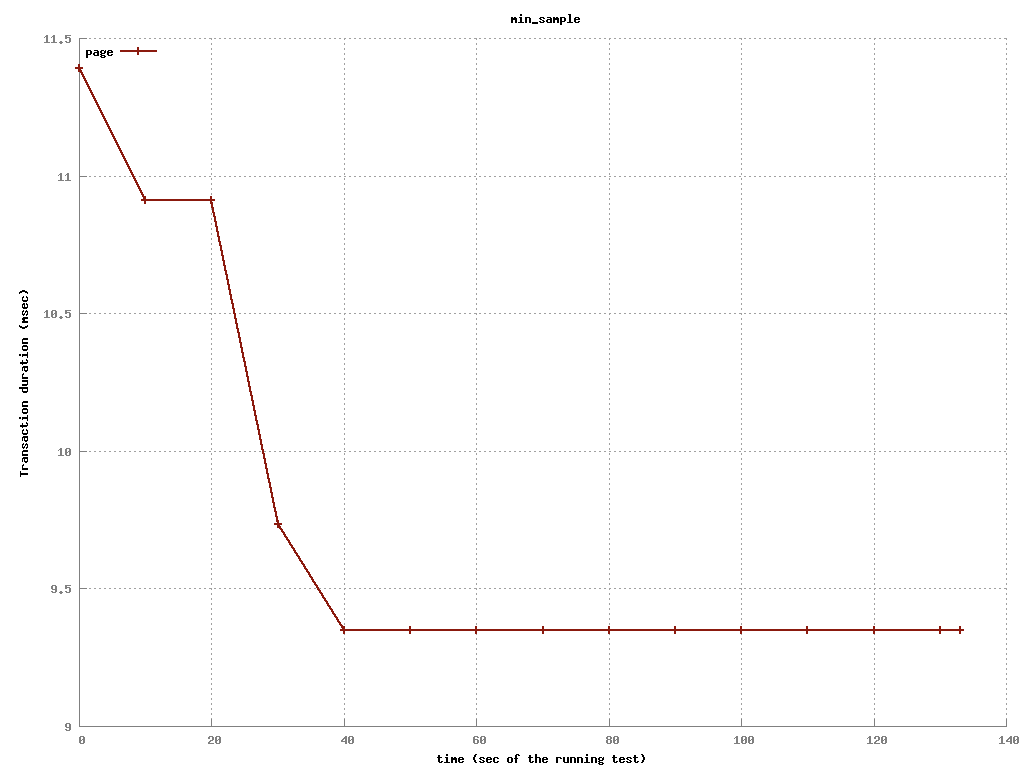 min_sample
page
11.5
11
10.5
10
9.5
9
Transaction duration (msec)
0 20 40 60 80 100 120 140
time (sec of the running test)